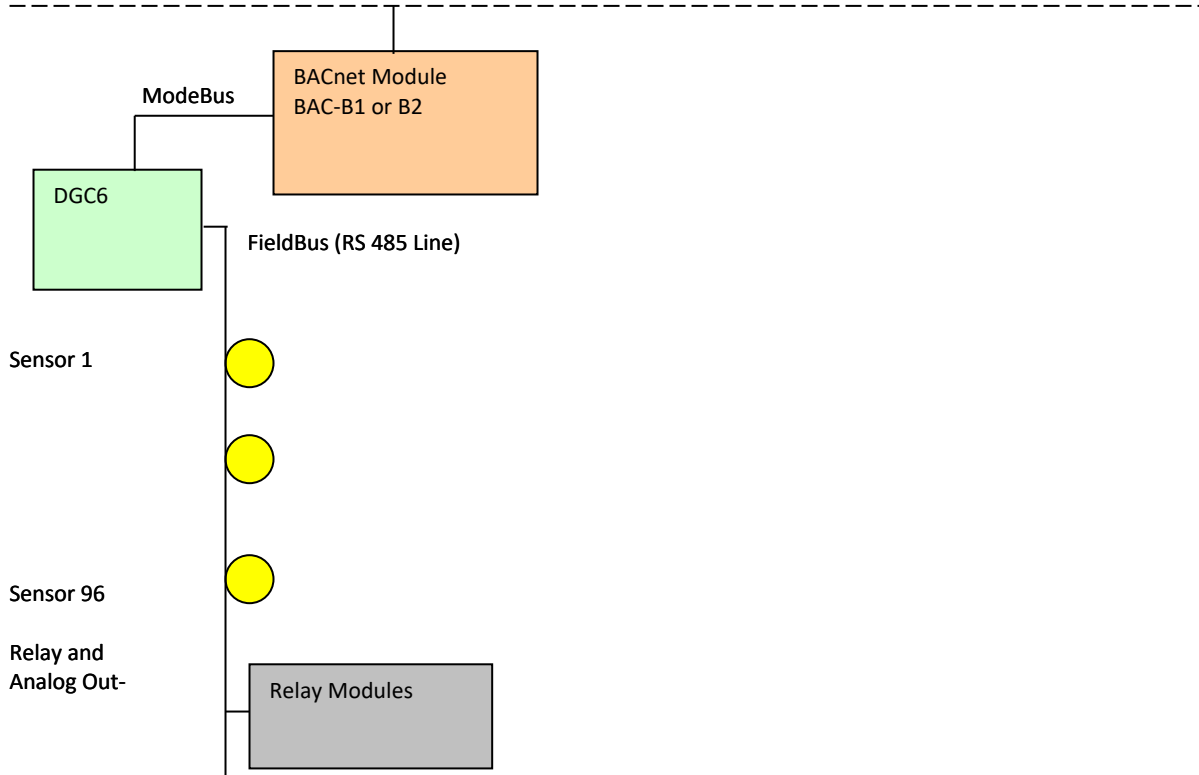 BACnet Module
BAC-B1 or B2
ModeBus
DGC6
FieldBus (RS 485 Line)
Sensor 1
Sensor 96
Relay and
Analog Out-
Relay Modules